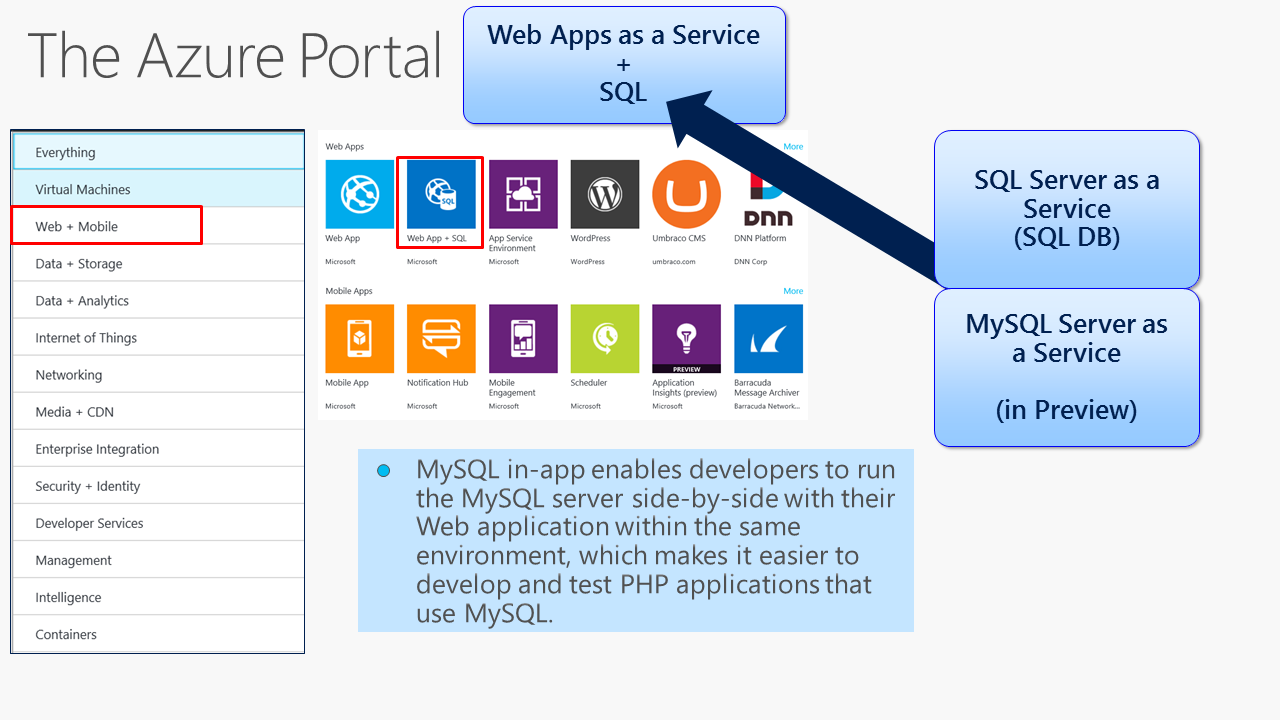 The Azure Portal
Web Apps as a Service
+
SQL
Everything
Virtual Machines
Web + Mobile
Data + Storage
Data + Analytics
Internet of Things
Networking
Media + CDN
Enterprise Integration
Security + Identity
Developer Services
Management
Intelligence
Containers
Web Apps
More
SQL
DNN
Web App
Web App + SQL
App Service
Environment
WordPress
Umbraco CMS
DNN Platform
Microsoft
Microsoft
Microsoft
WordPress
umbraco.com
DNN Corp
Mobile Apps
More
PREVIEW
Mobile App
Notification Hub
Mobile
Engagement
Scheduler
Application
Insights (preview)
Barracuda
Message Archiver
Microsoft
Microsoft
Microsoft
Microsoft
Microsoft
Barracuda Network...
SQL Server as a
Service
(SQL DB)
MySQL Server as
a Service
(in Preview)
MySQL in-app enables developers to run
the MySQL server side-by-side with their
Web application within the same
environment, which makes it easier to
develop and test PHP applications that
use MySQL.